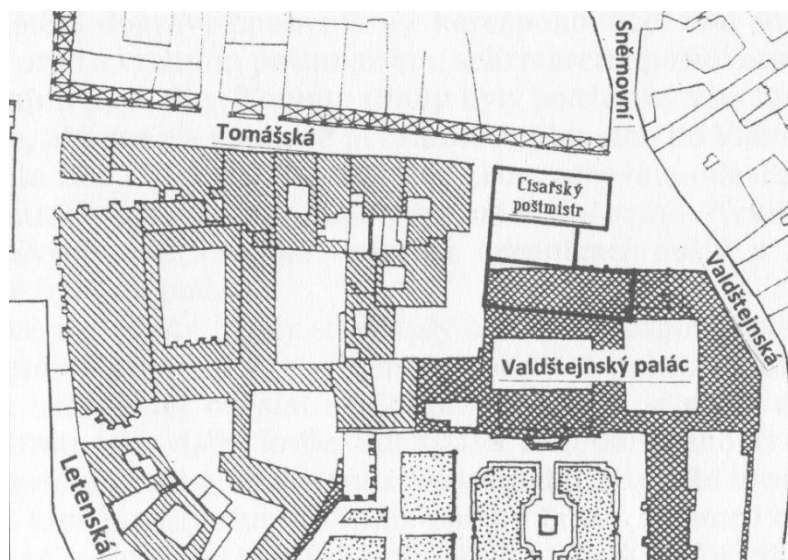 Sněmovní
Tomášská
Císařský
poštmistr
Valdštejnská
Valdštejnský palác
Letenská